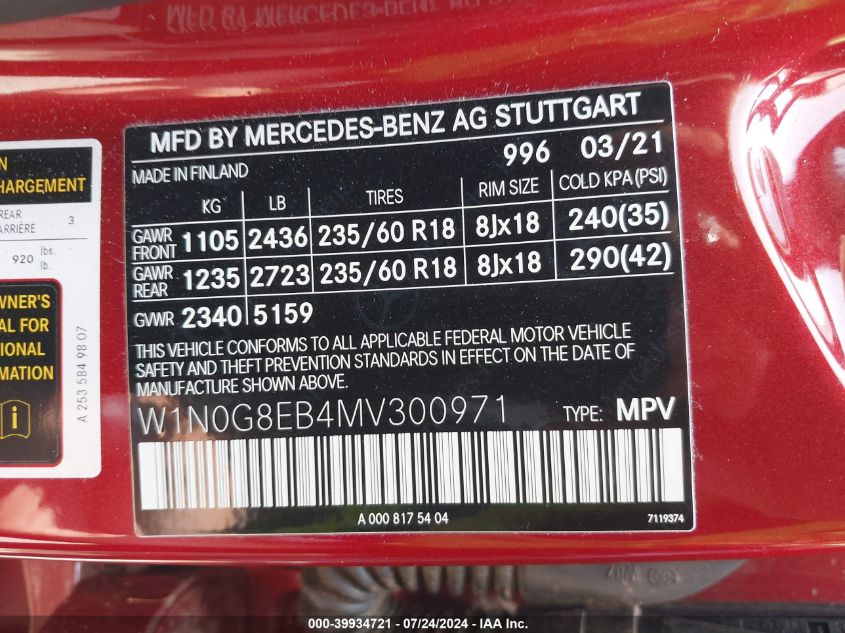 MFD BY MERCEDES-BENZ AG STUTTGART
MADE IN FINLAND 996 03/21
KG LB TIRES RIM SIZE COLD KPA(PSI)
GAWR FRONT 1105 2436 235/60 R18 8Jx18 240(35)
GAWR REAR 1235 2723 235/60 R18 8Jx18 290(42)
GVWR 2340 5159
THIS VEHICLE CONFORMS TO ALL APPLICABLE FEDERAL MOTOR VEHICLE
SAFETY AND THEFT PREVENTION STANDARDS IN EFFECT ON THE DATE OF
MANUFACTURE SHOWN ABOVE.
W1N0G8EB4MV300971 TYPE: MPV
A 000 817 54 04 7119374
HARGEMENT
REAR
ARRIÈRE 3
920 lbs.
lb.
WNER'S
AL FOR
IONAL
MATION
A 253 584 98 07
000-39934721 - 07/24/2024 - IAA Inc.